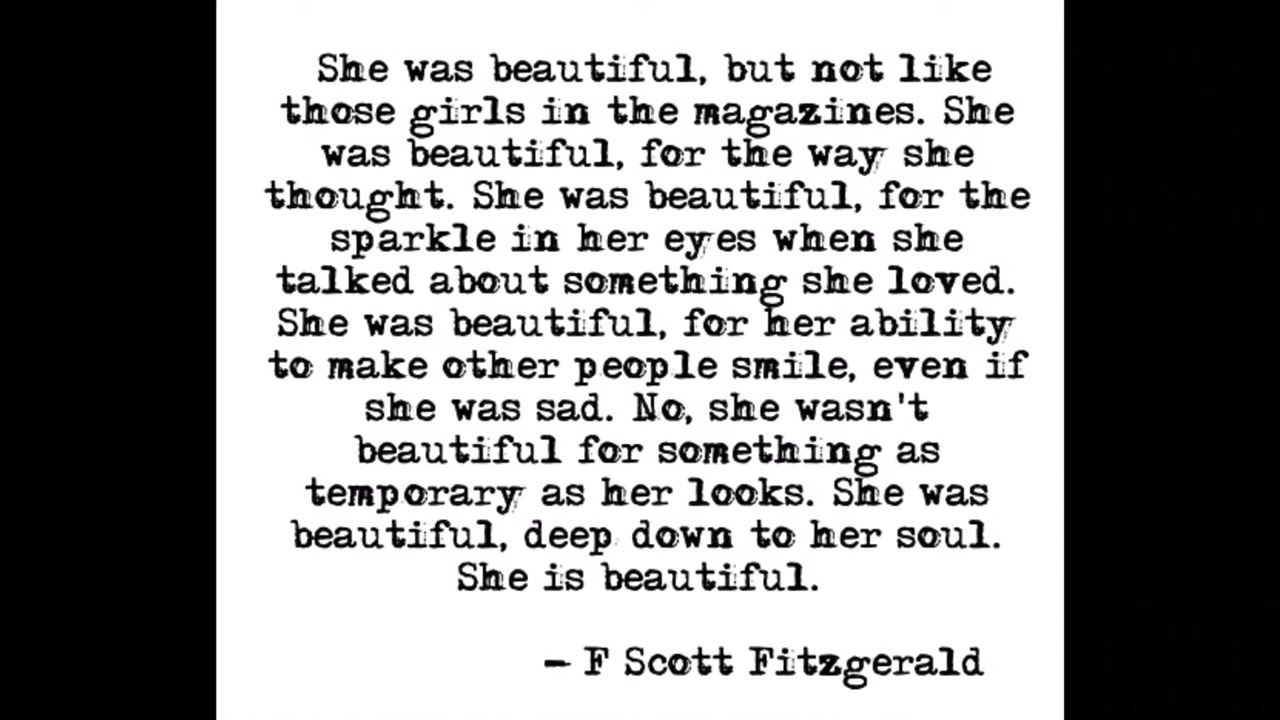 She was beautiful, but not like
those girls in the magazines. She
was beautiful, for the way she
thought. She was beautiful, for the
sparkle in her eyes when she
talked about something she loved.
She was beautiful, for her ability
to make other people smile, even if
she was sad. No, she wasn't
beautiful for something as
temporary as her looks. She was
beautiful, deep down to her soul.
She is beautiful.
– F Scott Fitzgerald